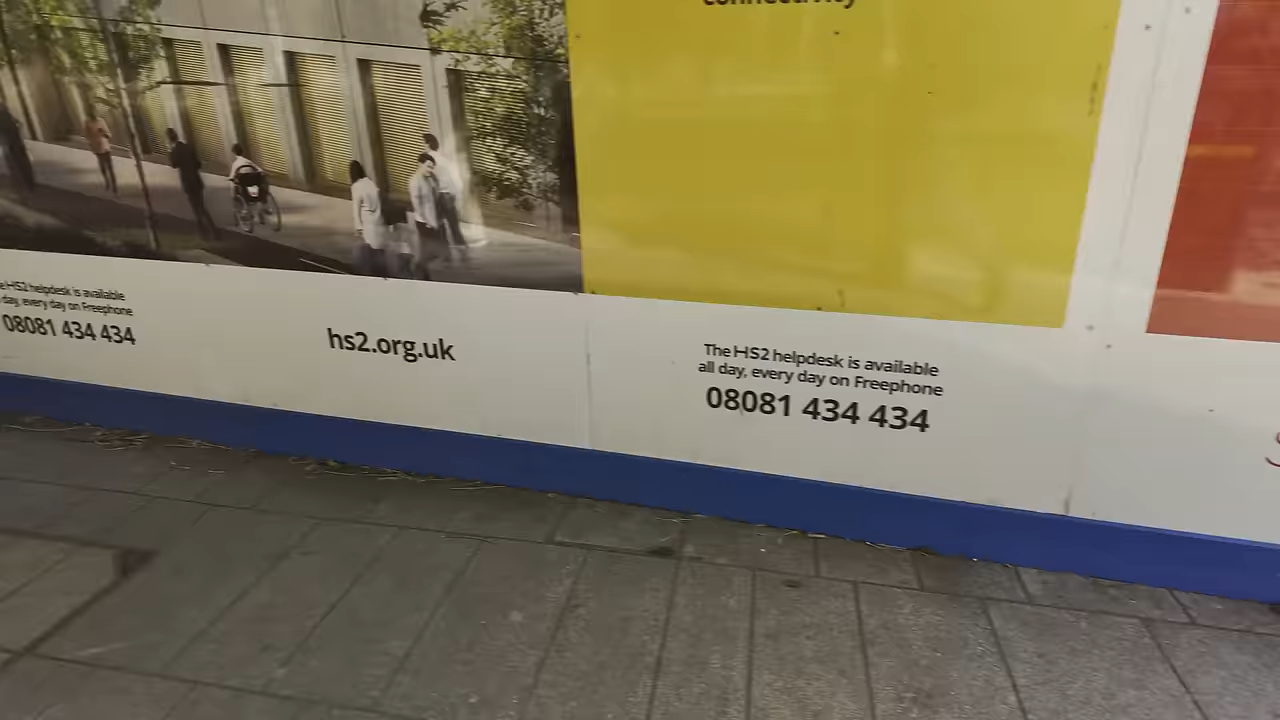 connectivity
HS2 helpdesk is available
day, every day on Freephone
08081 434 434
hs2.org.uk
The HS2 helpdesk is available
all day, every day on Freephone
08081 434 434